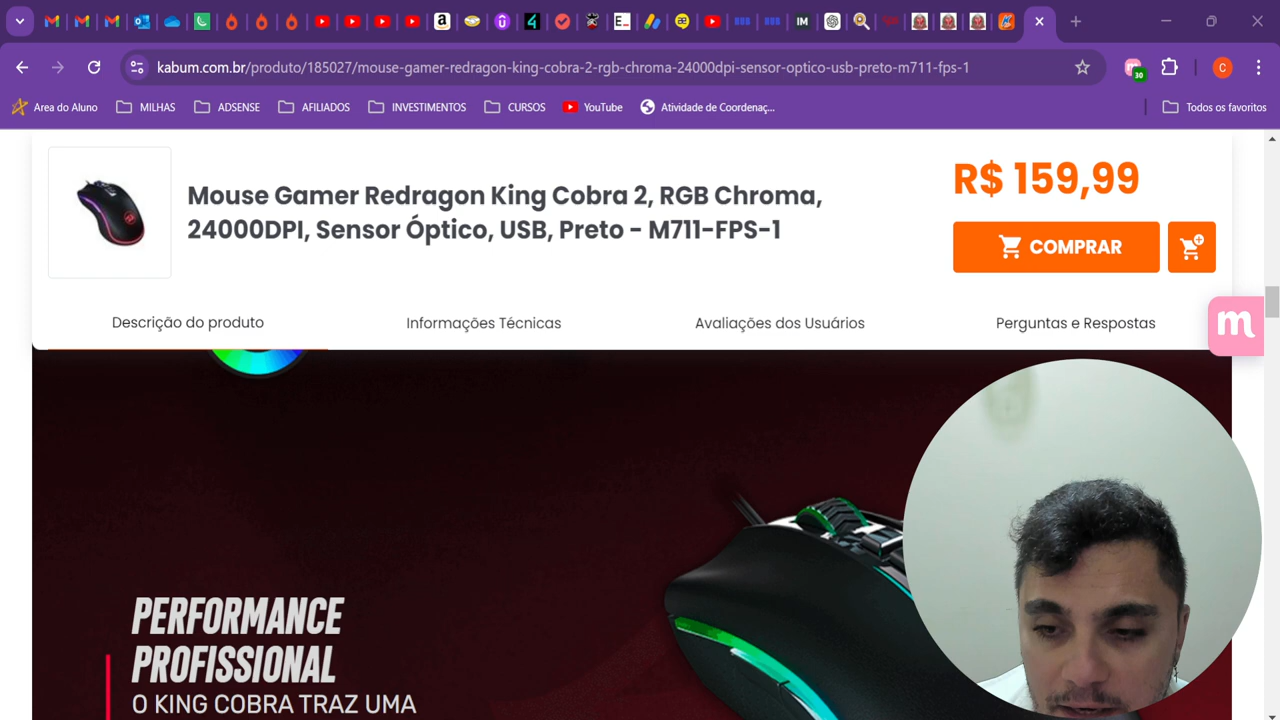 kabum.com.br/produto/185027/mouse-gamer-redragon-king-cobra-2-rgb-chroma-24000dpi-sensor-optico-usb-preto-m711-fps-1
30
C
Area do Aluno
MILHAS
ADSENSE
AFILIADOS
INVESTIMENTOS
CURSOS
YouTube
Atividade de Coordenaç...
Todos os favoritos
Mouse Gamer Redragon King Cobra 2, RGB Chroma,
24000DPI, Sensor Óptico, USB, Preto - M711-FPS-1
R$ 159,99
COMPRAR
Descrição do produto
Informações Técnicas
Avaliações dos Usuários
Perguntas e Respostas
m
PERFORMANCE
PROFISSIONAL
O KING COBRA TRAZ UMA